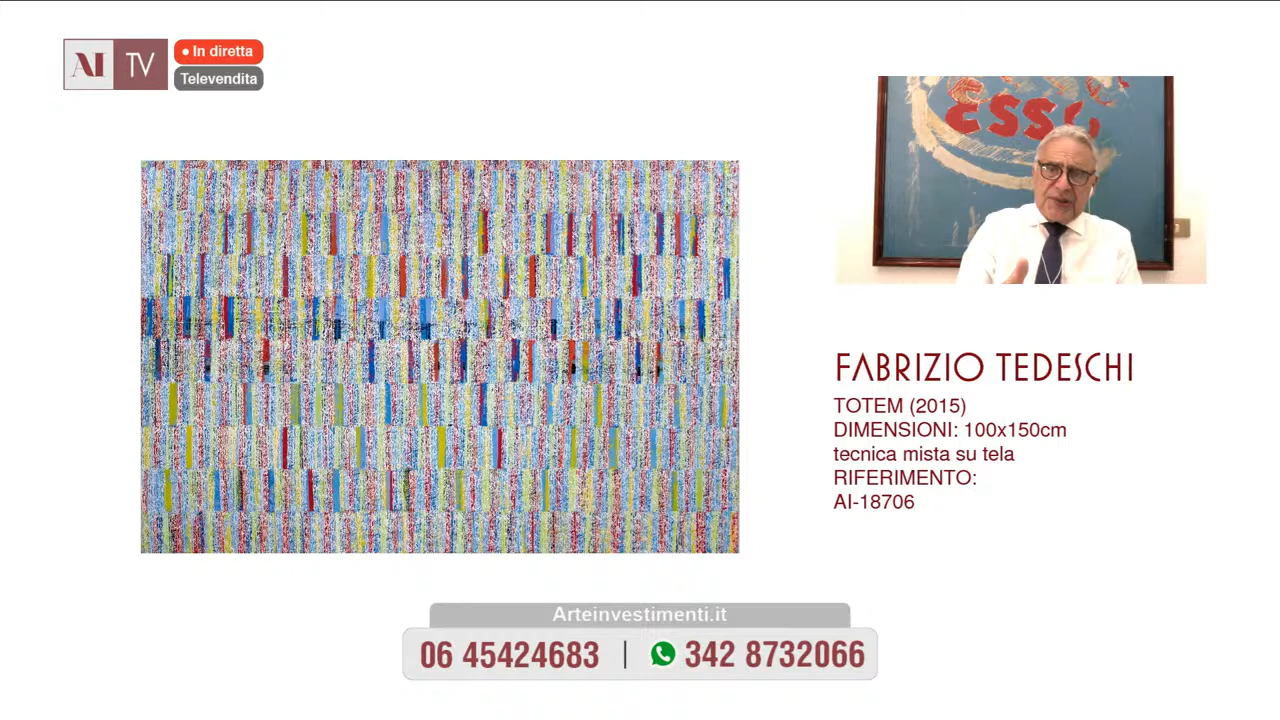 AI TV
In diretta
Televendita
ESSO
FABRIZIO TEDESCHI
TOTEM (2015)
DIMENSIONI: 100x150cm
tecnica mista su tela
RIFERIMENTO:
AI-18706
Arteinvestimenti.it
06 45424683 | 342 8732066